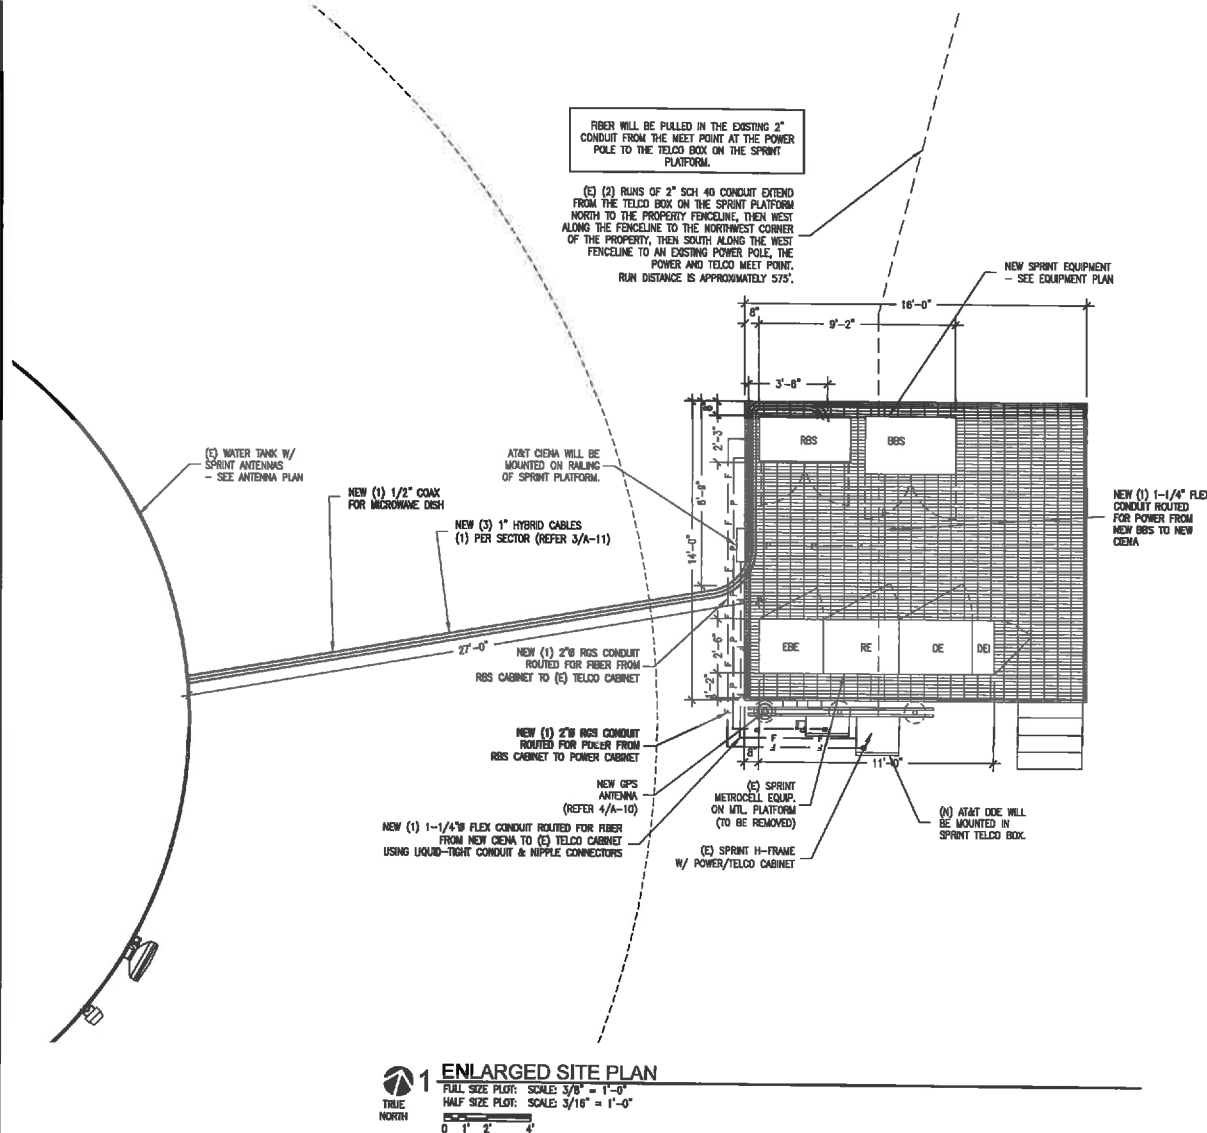 FIBER WILL BE PULLED IN THE EXISTING 2"
CONDUIT FROM THE MEET POINT AT THE POWER
POLE TO THE TELCO BOX ON THE SPRINT
PLATFORM.
(E) (2) RUNS OF 2" SCH 40 CONDUIT EXTEND
FROM THE TELCO BOX ON THE SPRINT PLATFORM
NORTH TO THE PROPERTY FENCELINE, THEN WEST
ALONG THE FENCELINE TO THE NORTHWEST CORNER
OF THE PROPERTY, THEN SOUTH ALONG THE WEST
FENCELINE TO AN EXISTING POWER POLE, THE
POWER AND TELCO MEET POINT.
RUN DISTANCE IS APPROXIMATELY 575'.
NEW SPRINT EQUIPMENT
- SEE EQUIPMENT PLAN
16'-0"
8"
9'-2"
3'-8"
8"
2'-3"
6'-9"
14'-0"
2'-6"
1'-2"
RBS
BBS
(E) WATER TANK W/
SPRINT ANTENNAS
- SEE ANTENNA PLAN
AT&T CIENA WILL BE
MOUNTED ON RAILING
OF SPRINT PLATFORM.
NEW (1) 1/2" COAX
FOR MICROWAVE DISH
NEW (3) 1" HYBRID CABLES
(1) PER SECTOR (REFER 3/A-11)
NEW (1) 1-1/4" FLEX
CONDUIT ROUTED
FOR POWER FROM
NEW BBS TO NEW
CIENA
27'-0"
EBE
RE
DE
DEI
NEW (1) 2"Ø RGS CONDUIT
ROUTED FOR FIBER FROM
RBS CABINET TO (E) TELCO CABINET
NEW (1) 2"Ø RGS CONDUIT
ROUTED FOR POWER FROM
RBS CABINET TO POWER CABINET
8"
11'-0"
NEW GPS
ANTENNA
(REFER 4/A-10)
(E) SPRINT
METROCELL EQUIP.
ON MTL. PLATFORM
(TO BE REMOVED)
(N) AT&T DDE WILL
BE MOUNTED IN
SPRINT TELCO BOX.
NEW (1) 1-1/4"Ø FLEX CONDUIT ROUTED FOR FIBER
FROM NEW CIENA TO (E) TELCO CABINET
USING LIQUID-TIGHT CONDUIT & NIPPLE CONNECTORS
(E) SPRINT H-FRAME
W/ POWER/TELCO CABINET
1 ENLARGED SITE PLAN
FULL SIZE PLOT: SCALE: 3/8" = 1'-0"
HALF SIZE PLOT: SCALE: 3/16" = 1'-0"
TRUE
NORTH
0 1' 2' 4'